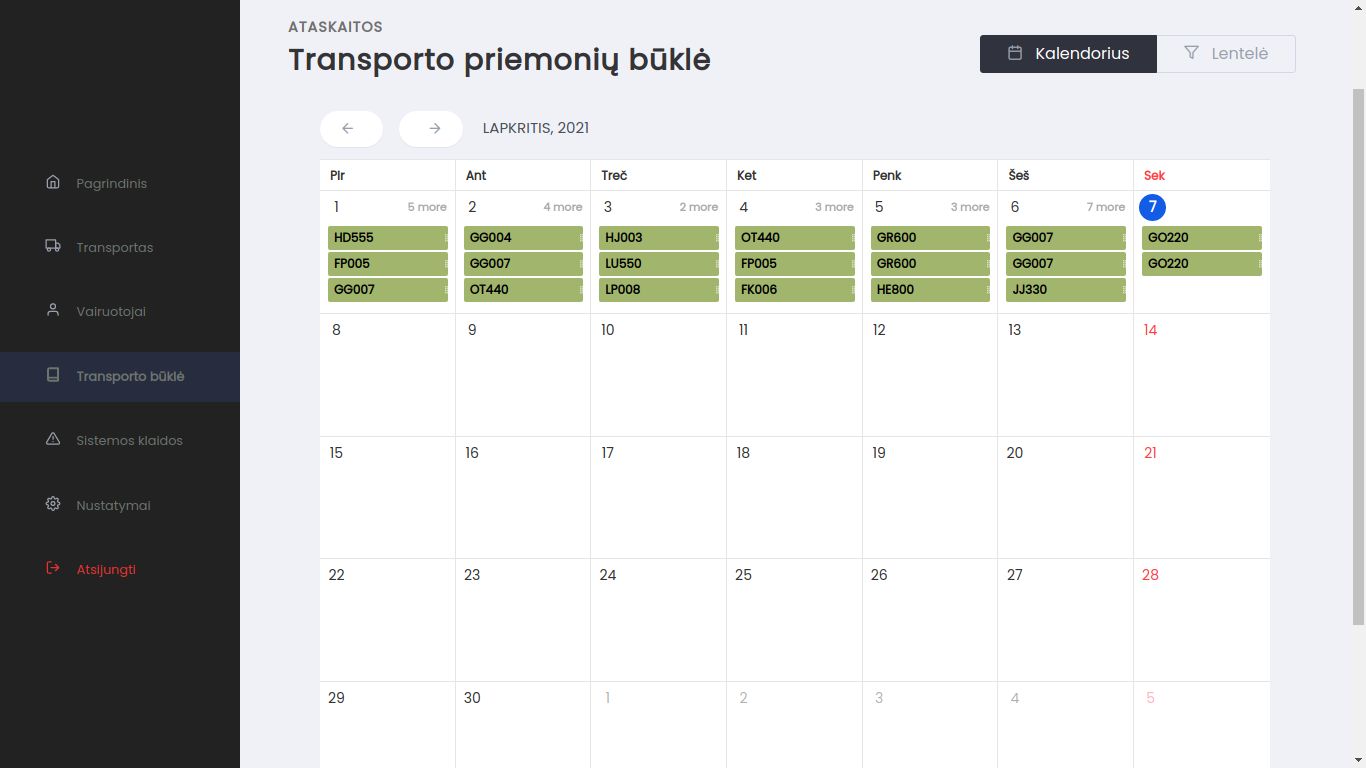 Pagrindinis
Transportas
Vairuotojai
Transporto būklė
Sistemos klaidos
Nustatymai
Atsijungti
ATASKAITOS
Transporto priemonių būklė
Kalendorius
Lentelė
LAPKRITIS, 2021
Pir Ant Treč Ket Penk Šeš Sek
1 5 more 2 4 more 3 2 more 4 3 more 5 3 more 6 7 more 7
HD555 GG004 HJ003 OT440 GR600 GG007 GO220
FP005 GG007 LU550 FP005 GR600 GG007 GO220
GG007 OT440 LP008 FK006 HE800 JJ330
8 9 10 11 12 13 14
15 16 17 18 19 20 21
22 23 24 25 26 27 28
29 30 1 2 3 4 5